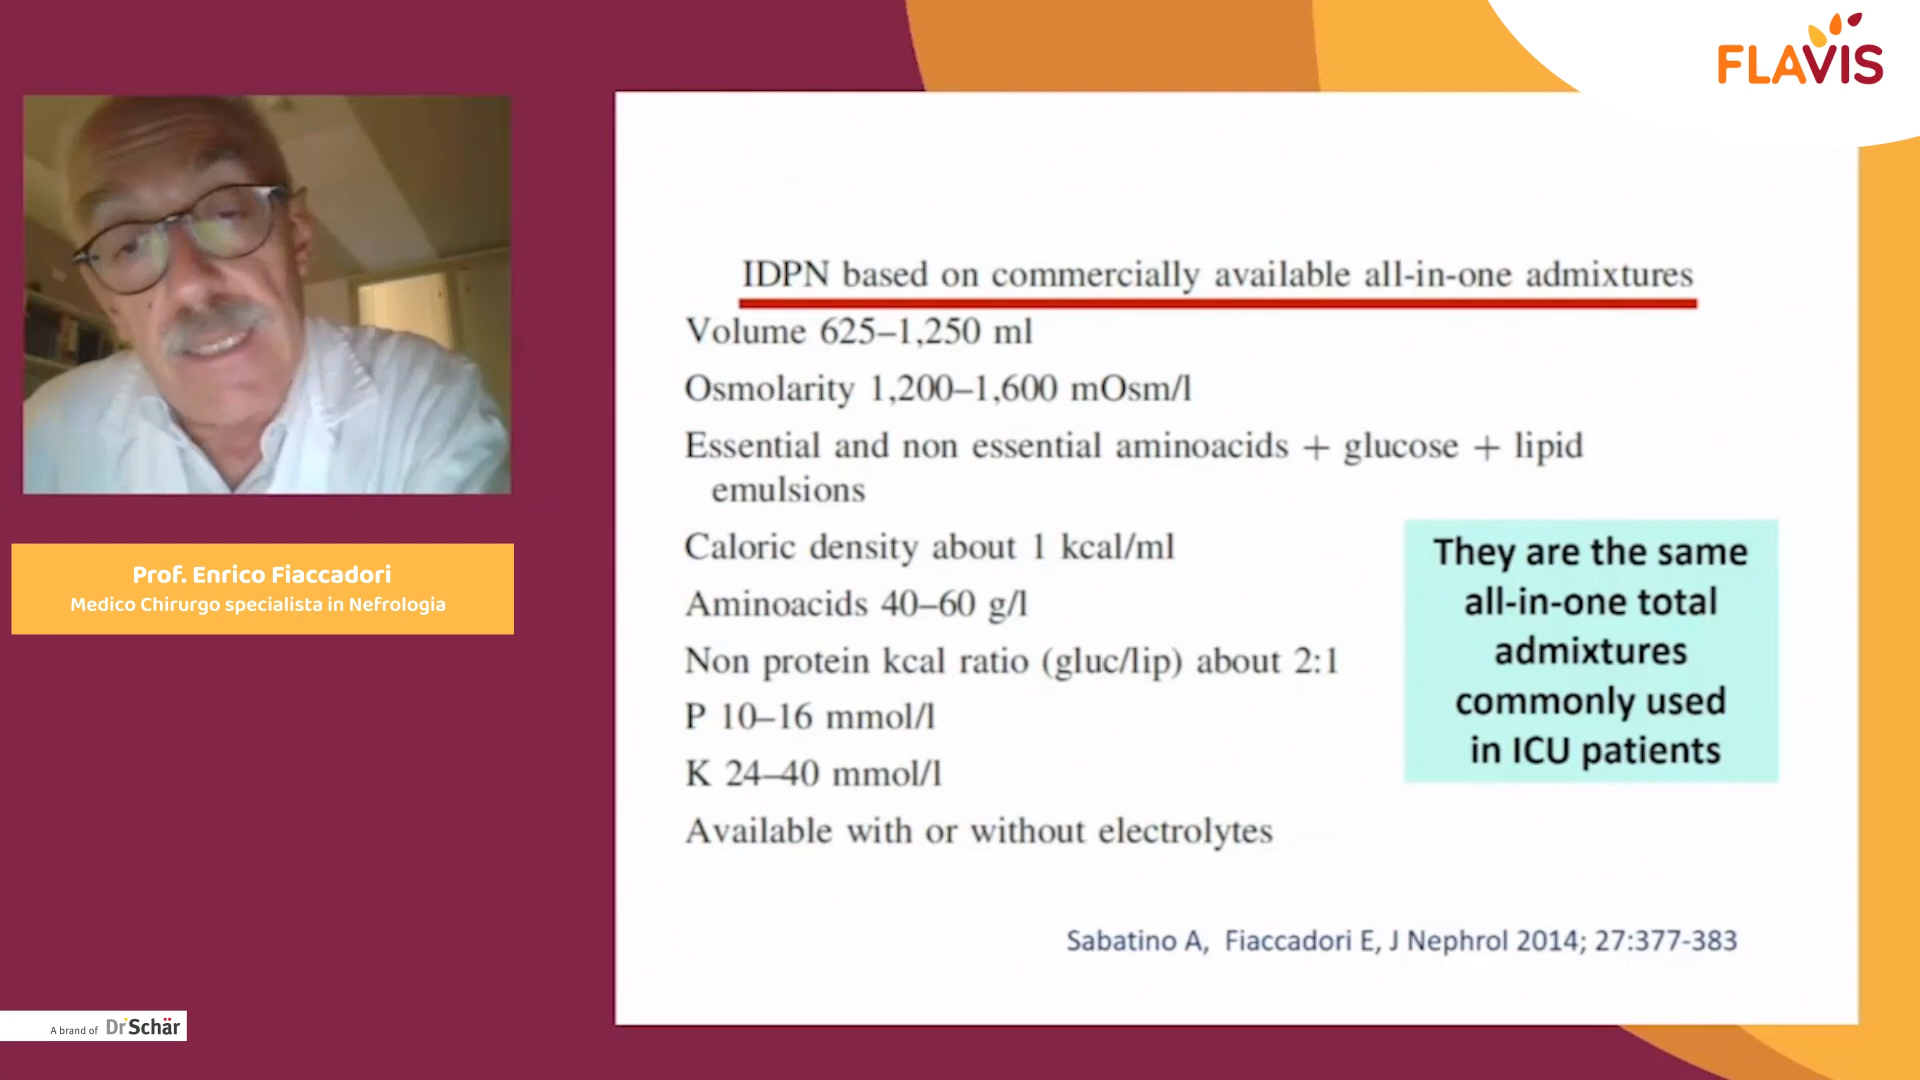 FLAVIS
IDPN based on commercially available all-in-one admixtures
Volume 625–1,250 ml
Osmolarity 1,200–1,600 mOsm/l
Essential and non essential aminoacids + glucose + lipid
emulsions
Caloric density about 1 kcal/ml
Aminoacids 40–60 g/l
Non protein kcal ratio (gluc/lip) about 2:1
P 10–16 mmol/l
K 24–40 mmol/l
Available with or without electrolytes
They are the same
all-in-one total
admixtures
commonly used
in ICU patients
Sabatino A, Fiaccadori E, J Nephrol 2014; 27:377-383
Prof. Enrico Fiaccadori
Medico Chirurgo specialista in Nefrologia
A brand of Dr Schär